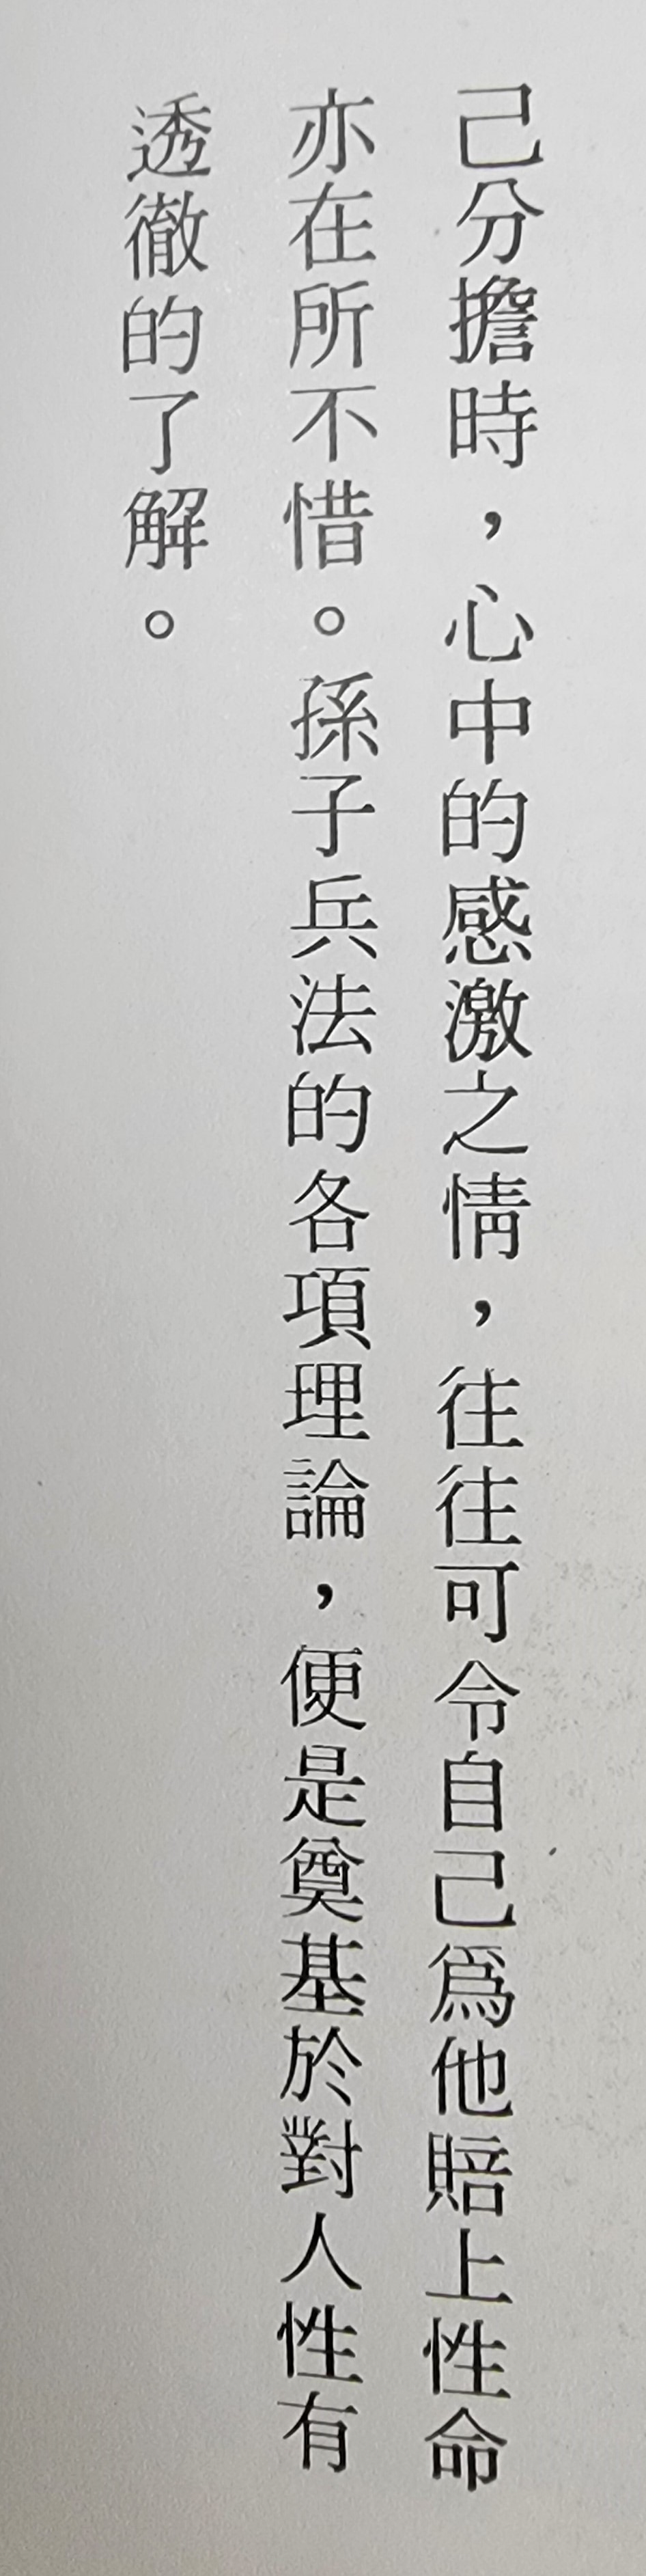 己分擔時，心中的感激之情，往往可令自己爲他賠上性命
亦在所不惜。孫子兵法的各項理論，便是奠基於對人性有
透徹的了解。